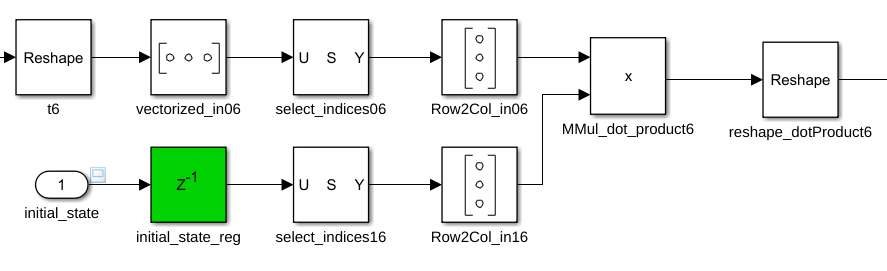 Reshape
t6
vectorized_in06
U S Y
select_indices06
Row2Col_in06
x
MMul_dot_product6
Reshape
reshape_dotProduct6
1
initial_state
Z-1
initial_state_reg
U S Y
select_indices16
Row2Col_in16